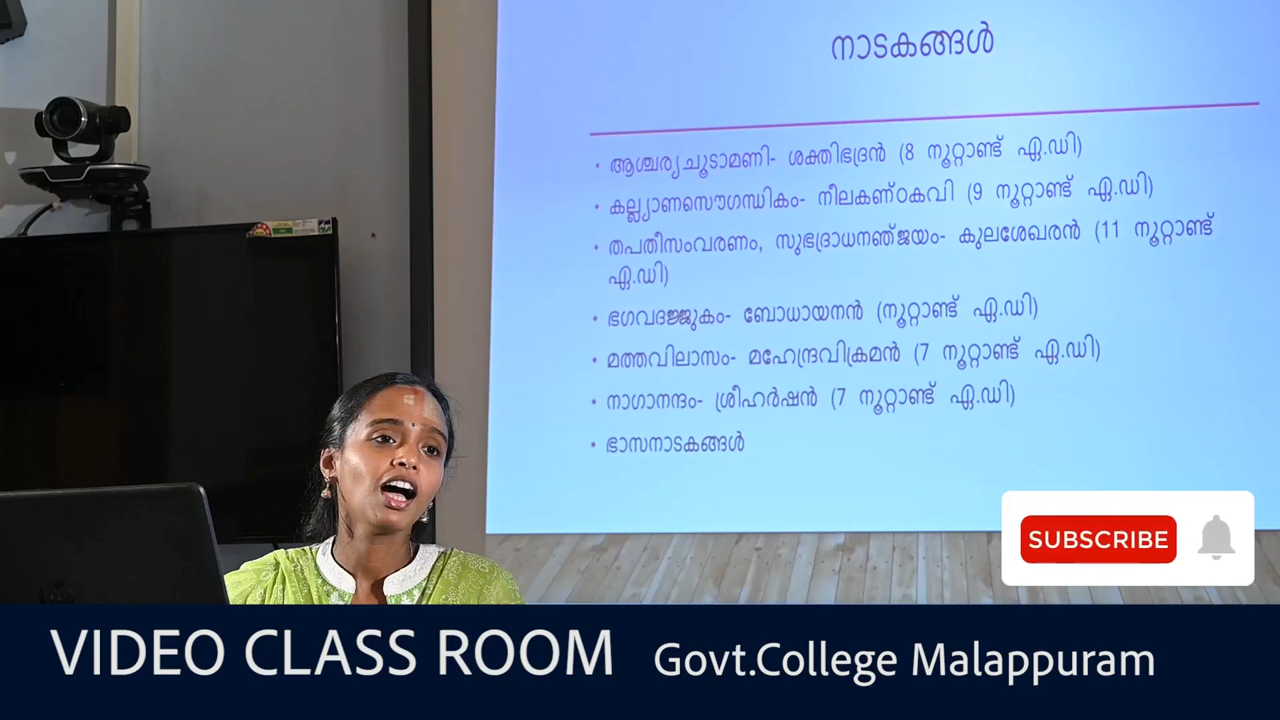 നാടകങ്ങൾ
• ആശ്ചര്യചൂടാമണി- ശക്തിഭദ്രൻ (8 നൂറ്റാണ്ട് ഏ.ഡി)
• കല്ല്യാണസൌഗന്ധികം- നീലകണ്ഠകവി (9 നൂറ്റാണ്ട് ഏ.ഡി)
• തപതീസംവരണം, സുഭദ്രാധനഞ്ജയം- കുലശേഖരൻ (11 നൂറ്റാണ്ട്
ഏ.ഡി)
• ഭഗവദജ്ജുകം- ബോധായനൻ (നൂറ്റാണ്ട് ഏ.ഡി)
• മത്തവിലാസം- മഹേന്ദ്രവിക്രമൻ (7 നൂറ്റാണ്ട് ഏ.ഡി)
• നാഗാനന്ദം- ശ്രീഹർഷൻ (7 നൂറ്റാണ്ട് ഏ.ഡി)
• ഭാസനാടകങ്ങൾ
SUBSCRIBE
VIDEO CLASS ROOM Govt.College Malappuram